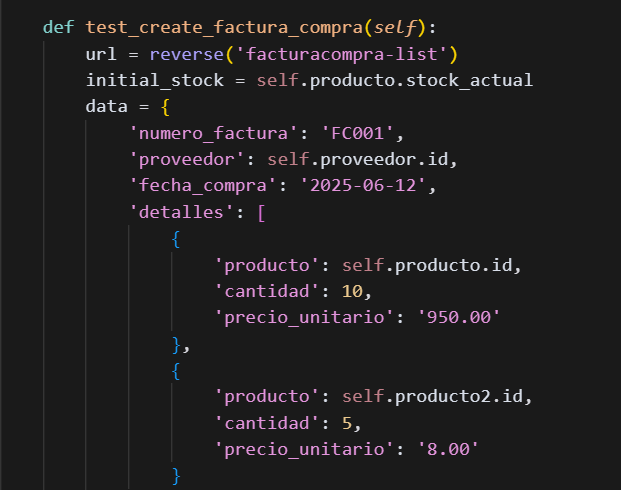 def test_create_factura_compra(self):
url = reverse('facturacompra-list')
initial_stock = self.producto.stock_actual
data = {
'numero_factura': 'FC001',
'proveedor': self.proveedor.id,
'fecha_compra': '2025-06-12',
'detalles': [
{
'producto': self.producto.id,
'cantidad': 10,
'precio_unitario': '950.00'
},
{
'producto': self.producto2.id,
'cantidad': 5,
'precio_unitario': '8.00'
}